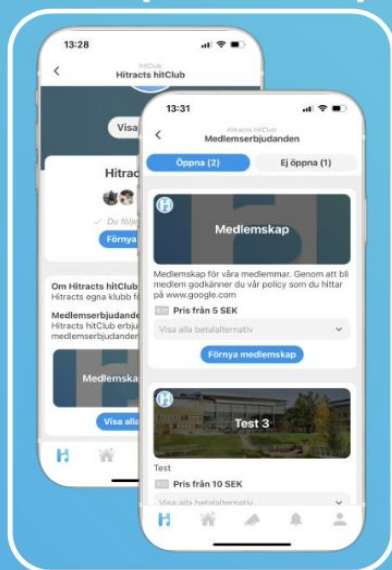 13:28
hitClub
Hitracts hitClub
Visa
Hitrac
Du följe
Förnya
Om Hitracts hitClub
Hitracts egna klubb fö
Medlemserbjudande
Hitracts hitClub erbju
medlemserbjudander
Medlemska
Visa alla
13:31
Hitracts hitClub
Medlemserbjudanden
Öppna (2)
Ej öppna (1)
Medlemskap
Medlemskap för våra medlemmar. Genom att bli
medlem godkänner du vår policy som du hittar
på www.google.com
Pris från 5 SEK
Visa alla betalalternativ
Förnya medlemskap
Test 3
Test
Pris från 10 SEK
Visa alla betalalternativ